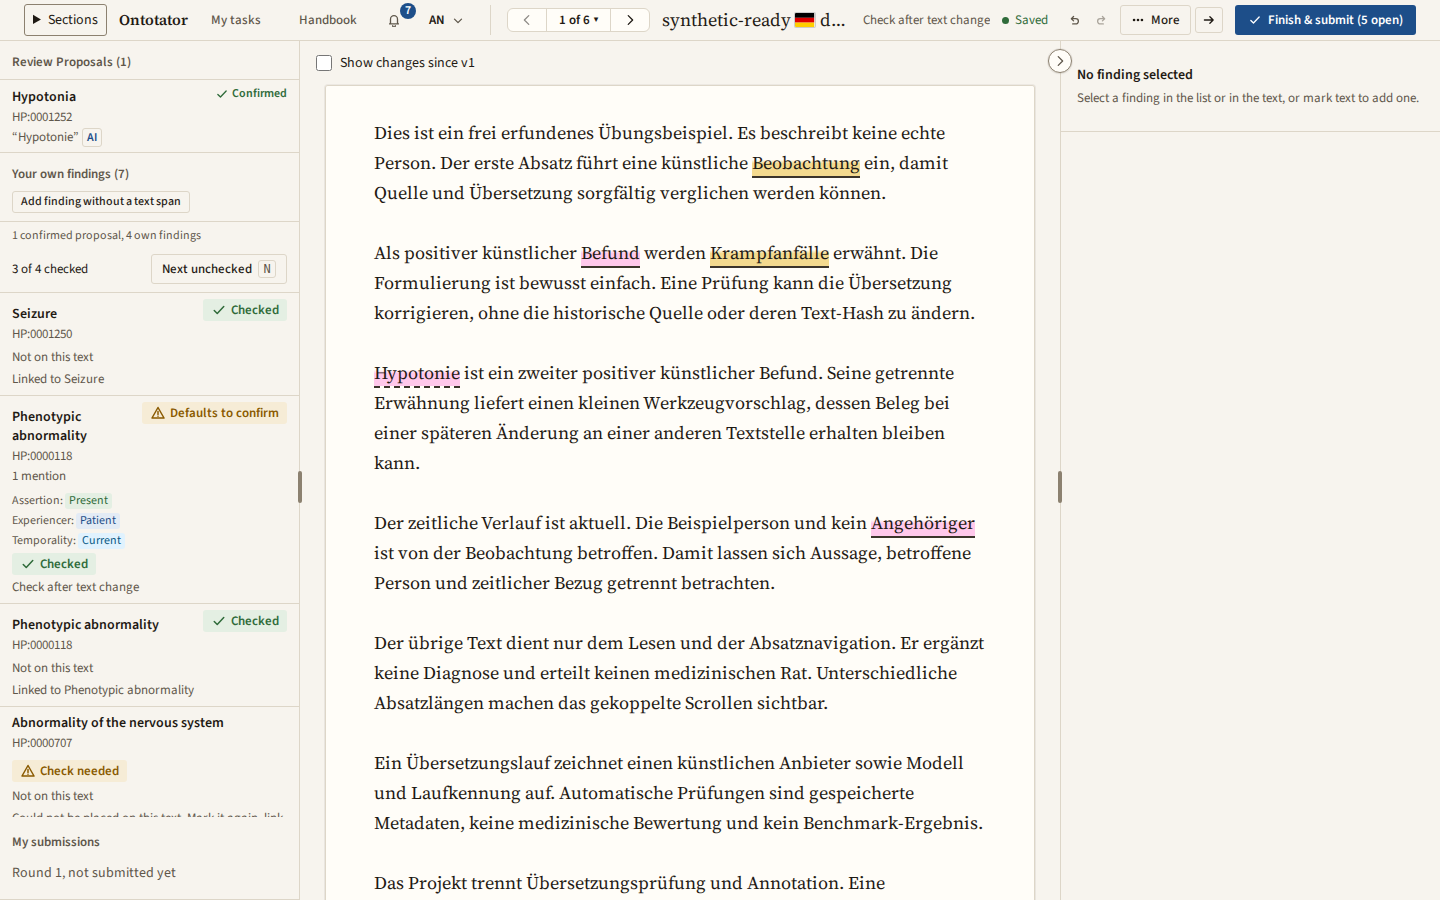 Sections
Ontotator
My tasks
Handbook
7
AN
1 of 6
synthetic-ready d...
Check after text change
Saved
More
Finish & submit (5 open)
Review Proposals (1)
Hypotonia
Confirmed
HP:0001252
“Hypotonie” AI
Your own findings (7)
Add finding without a text span
1 confirmed proposal, 4 own findings
3 of 4 checked
Next unchecked N
Seizure
Checked
HP:0001250
Not on this text
Linked to Seizure
Phenotypic abnormality
Defaults to confirm
HP:0000118
1 mention
Assertion: Present
Experiencer: Patient
Temporality: Current
Checked
Check after text change
Phenotypic abnormality
Checked
HP:0000118
Not on this text
Linked to Phenotypic abnormality
Abnormality of the nervous system
HP:0000707
Check needed
Not on this text
My submissions
Round 1, not submitted yet
Show changes since v1
Dies ist ein frei erfundenes Übungsbeispiel. Es beschreibt keine echte
Person. Der erste Absatz führt eine künstliche Beobachtung ein, damit
Quelle und Übersetzung sorgfältig verglichen werden können.
Als positiver künstlicher Befund werden Krampfanfälle erwähnt. Die
Formulierung ist bewusst einfach. Eine Prüfung kann die Übersetzung
korrigieren, ohne die historische Quelle oder deren Text-Hash zu ändern.
Hypotonie ist ein zweiter positiver künstlicher Befund. Seine getrennte
Erwähnung liefert einen kleinen Werkzeugvorschlag, dessen Beleg bei
einer späteren Änderung an einer anderen Textstelle erhalten bleiben
kann.
Der zeitliche Verlauf ist aktuell. Die Beispielperson und kein Angehöriger
ist von der Beobachtung betroffen. Damit lassen sich Aussage, betroffene
Person und zeitlicher Bezug getrennt betrachten.
Der übrige Text dient nur dem Lesen und der Absatznavigation. Er ergänzt
keine Diagnose und erteilt keinen medizinischen Rat. Unterschiedliche
Absatzlängen machen das gekoppelte Scrollen sichtbar.
Ein Übersetzungslauf zeichnet einen künstlichen Anbieter sowie Modell
und Laufkennung auf. Automatische Prüfungen sind gespeicherte
Metadaten, keine medizinische Bewertung und kein Benchmark-Ergebnis.
Das Projekt trennt Übersetzungsprüfung und Annotation. Eine
No finding selected
Select a finding in the list or in the text, or mark text to add one.